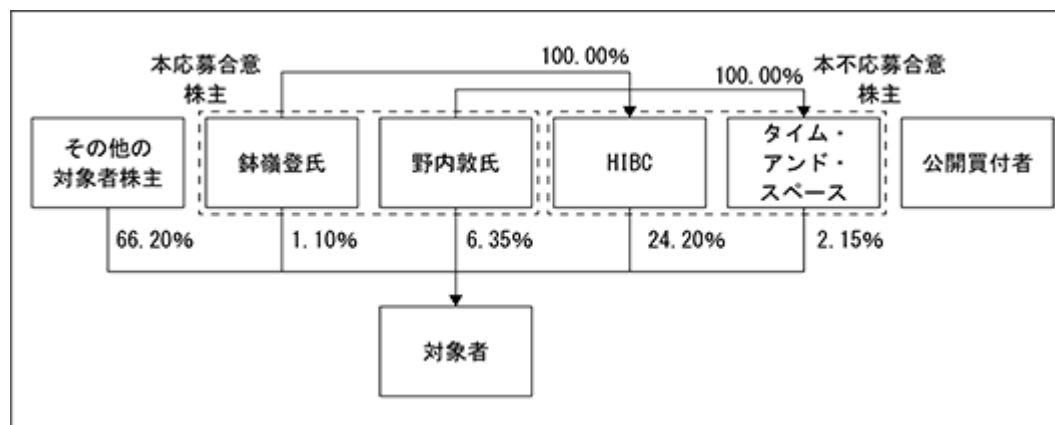 本応募合意
株主
100.00%
100.00%
本不応募合意
株主
その他の
対象者株主
鉢嶺登氏
野内敦氏
HIBC
タイム・
アンド・
スペース
公開買付者
66.20%
1.10%
6.35%
24.20%
2.15%
対象者